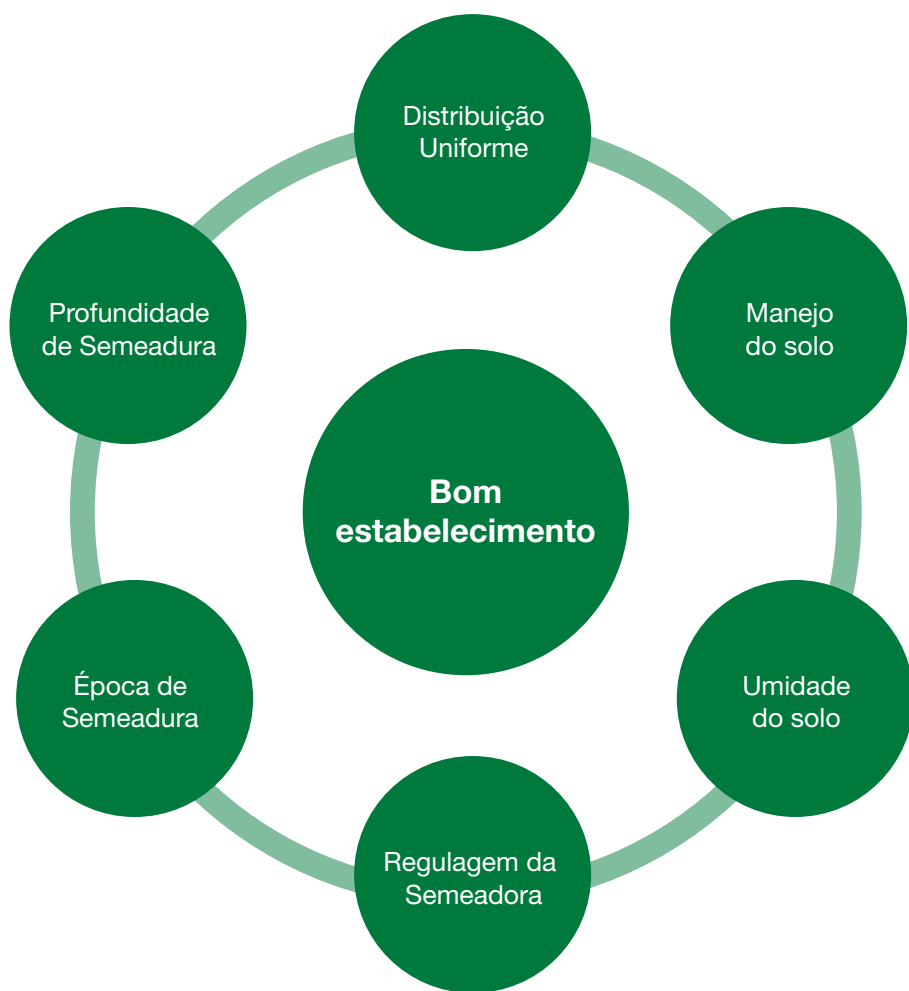 Distribuição
Uniforme
Profundidade
de Semeadura
Manejo
do solo
Bom
estabelecimento
Época de
Semeadura
Umidade
do solo
Regulagem da
Semeadora